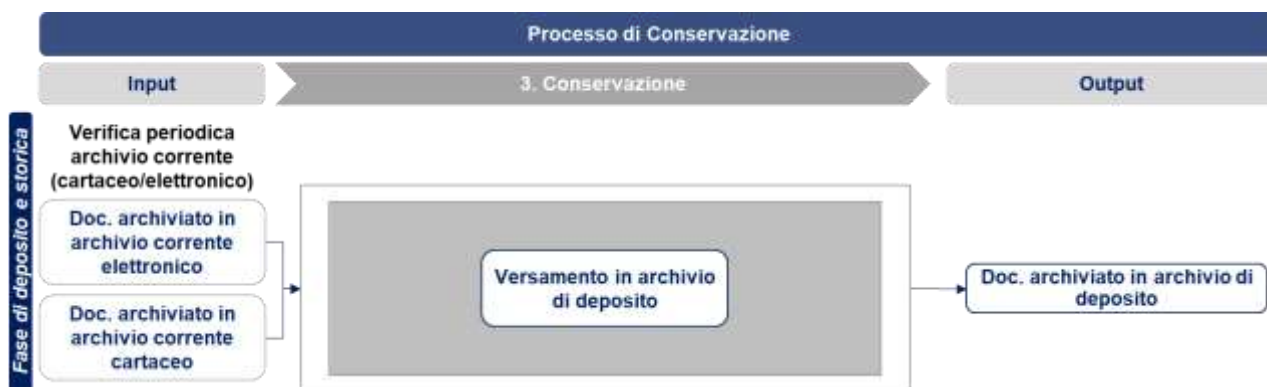 Processo di Conservazione
Input
3. Conservazione
Output
Fase di deposito e storica
Verifica periodica
archivio corrente
(cartaceo/elettronico)
Doc. archiviato in
archivio corrente
elettronico
Doc. archiviato in
archivio corrente
cartaceo
Versamento in archivio
di deposito
Doc. archiviato in archivio di
deposito